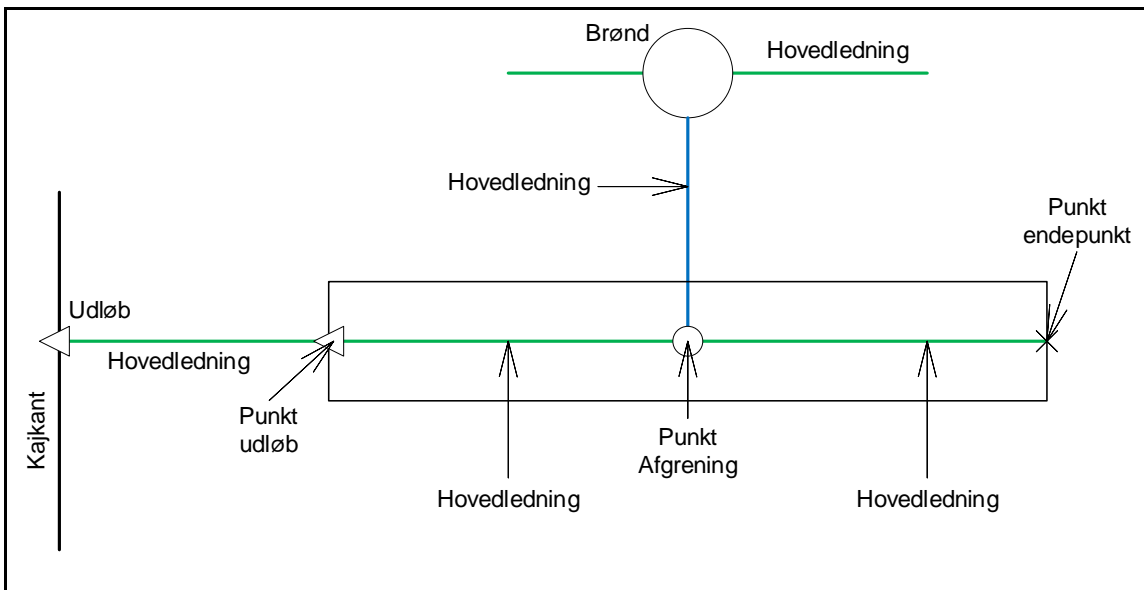 Brønd
Hovedledning
Hovedledning
Punkt
endepunkt
Udløb
Hovedledning
Punkt
udløb
Punkt
Afgrening
Kajkant
Hovedledning
Hovedledning